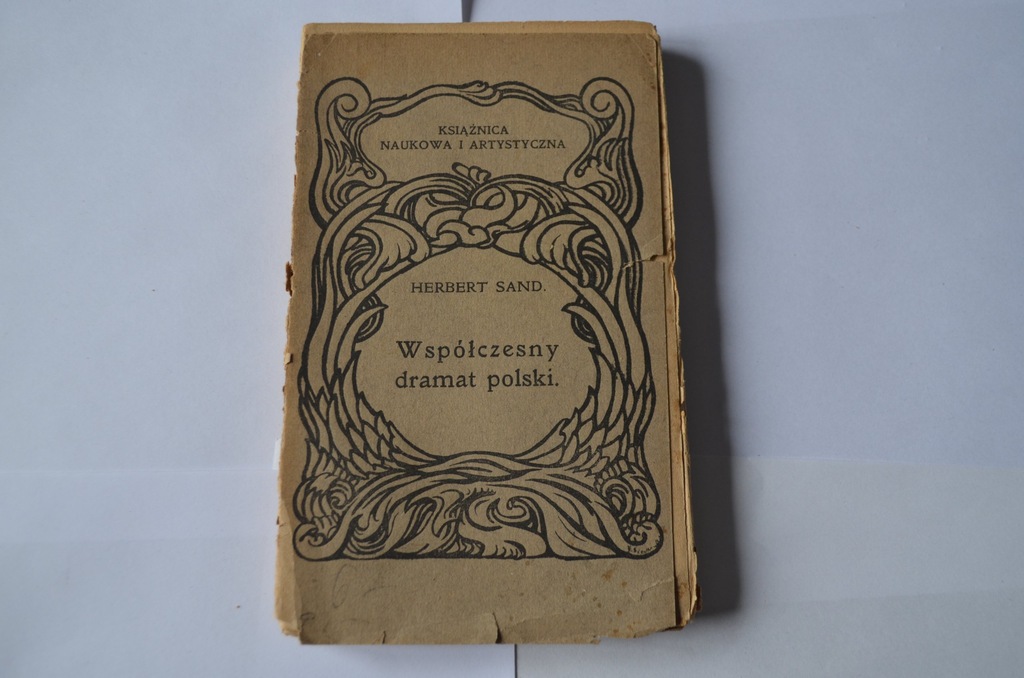 KSIĄŻNICA
NAUKOWA I ARTYSTYCZNA
HERBERT SAND.
Współczesny
dramat polski.